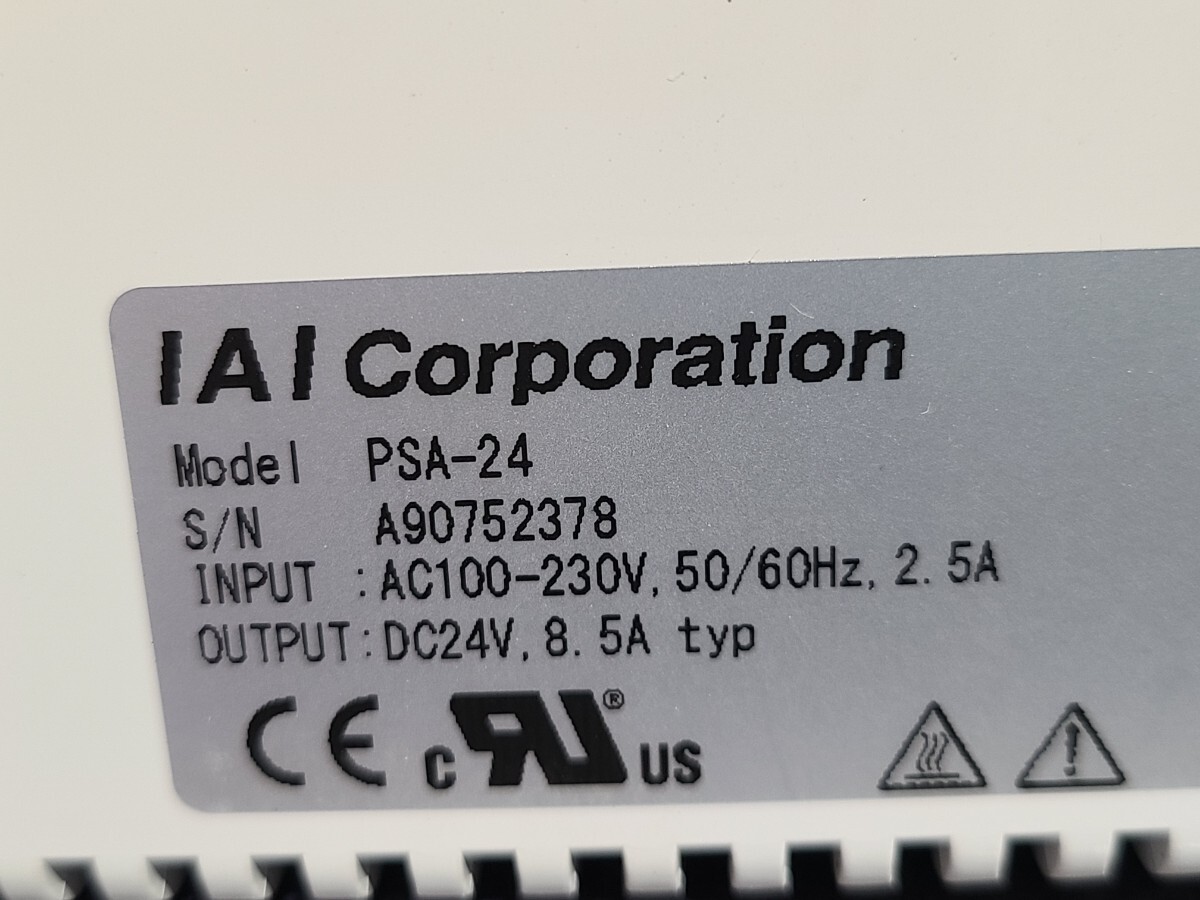 IAI Corporation
Model PSA-24
S/N A90752378
INPUT :AC100-230V, 50/60Hz, 2.5A
OUTPUT:DC24V, 8.5A typ
CE c RU ® US